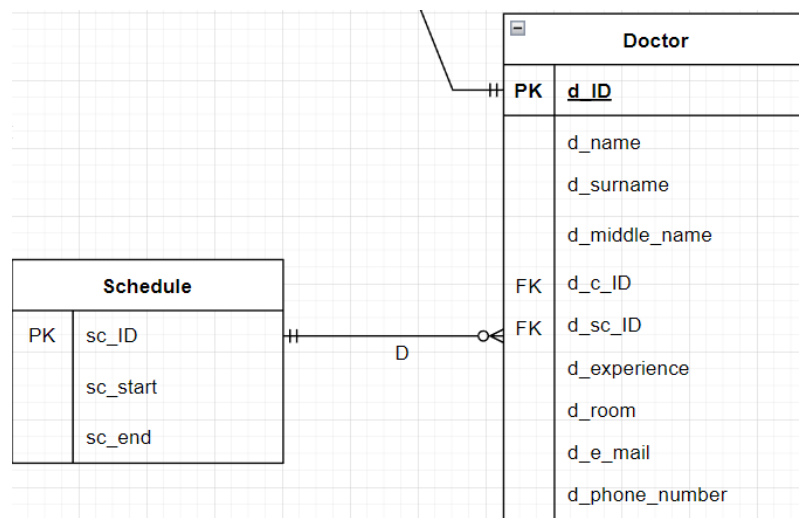 Doctor
PK d_ID
d_name
d_surname
d_middle_name
FK d_c_ID
FK d_sc_ID
d_experience
d_room
d_e_mail
d_phone_number
Schedule
PK sc_ID
sc_start
sc_end
D